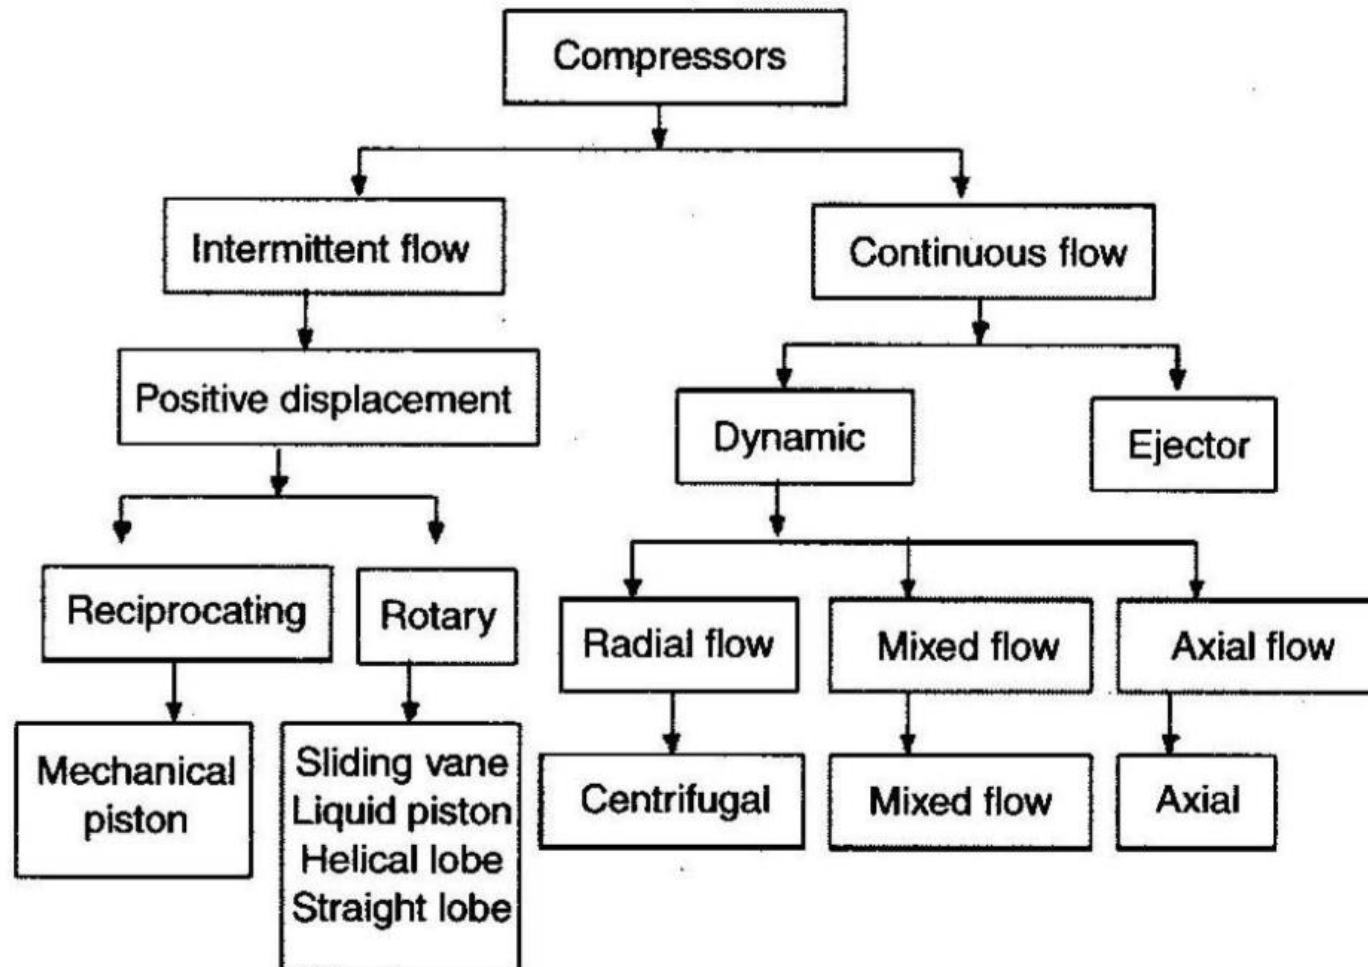 Compressors
Intermittent flow
Continuous flow
Positive displacement
Dynamic
Ejector
Reciprocating
Rotary
Radial flow
Mixed flow
Axial flow
Mechanical
piston
Sliding vane
Liquid piston
Helical lobe
Straight lobe
Centrifugal
Mixed flow
Axial